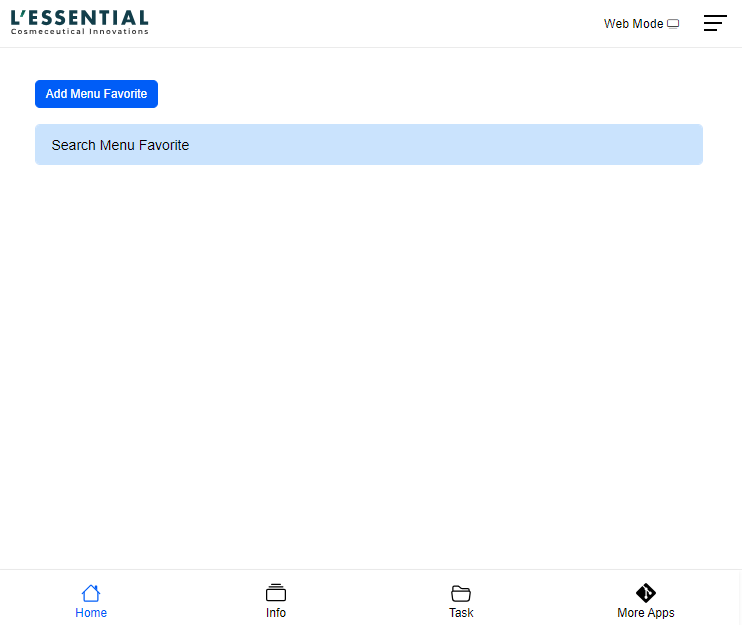 L'ESSENTIAL
Cosmeceutical Innovations
Web Mode
Add Menu Favorite
Search Menu Favorite
Home
Info
Task
More Apps